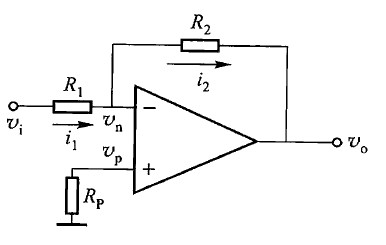 R₂
i₂
R₁
vᵢ
i₁
vₙ
−
vₚ
+
Rₚ
vₒ